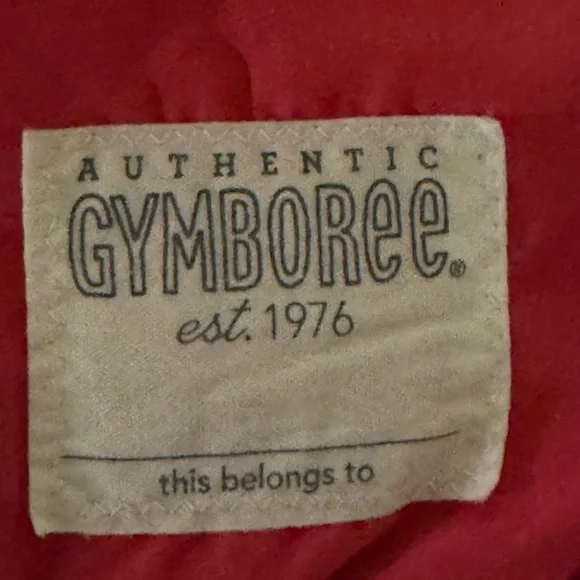 AUTHENTIC
GYMBOREE®
est. 1976
this belongs to